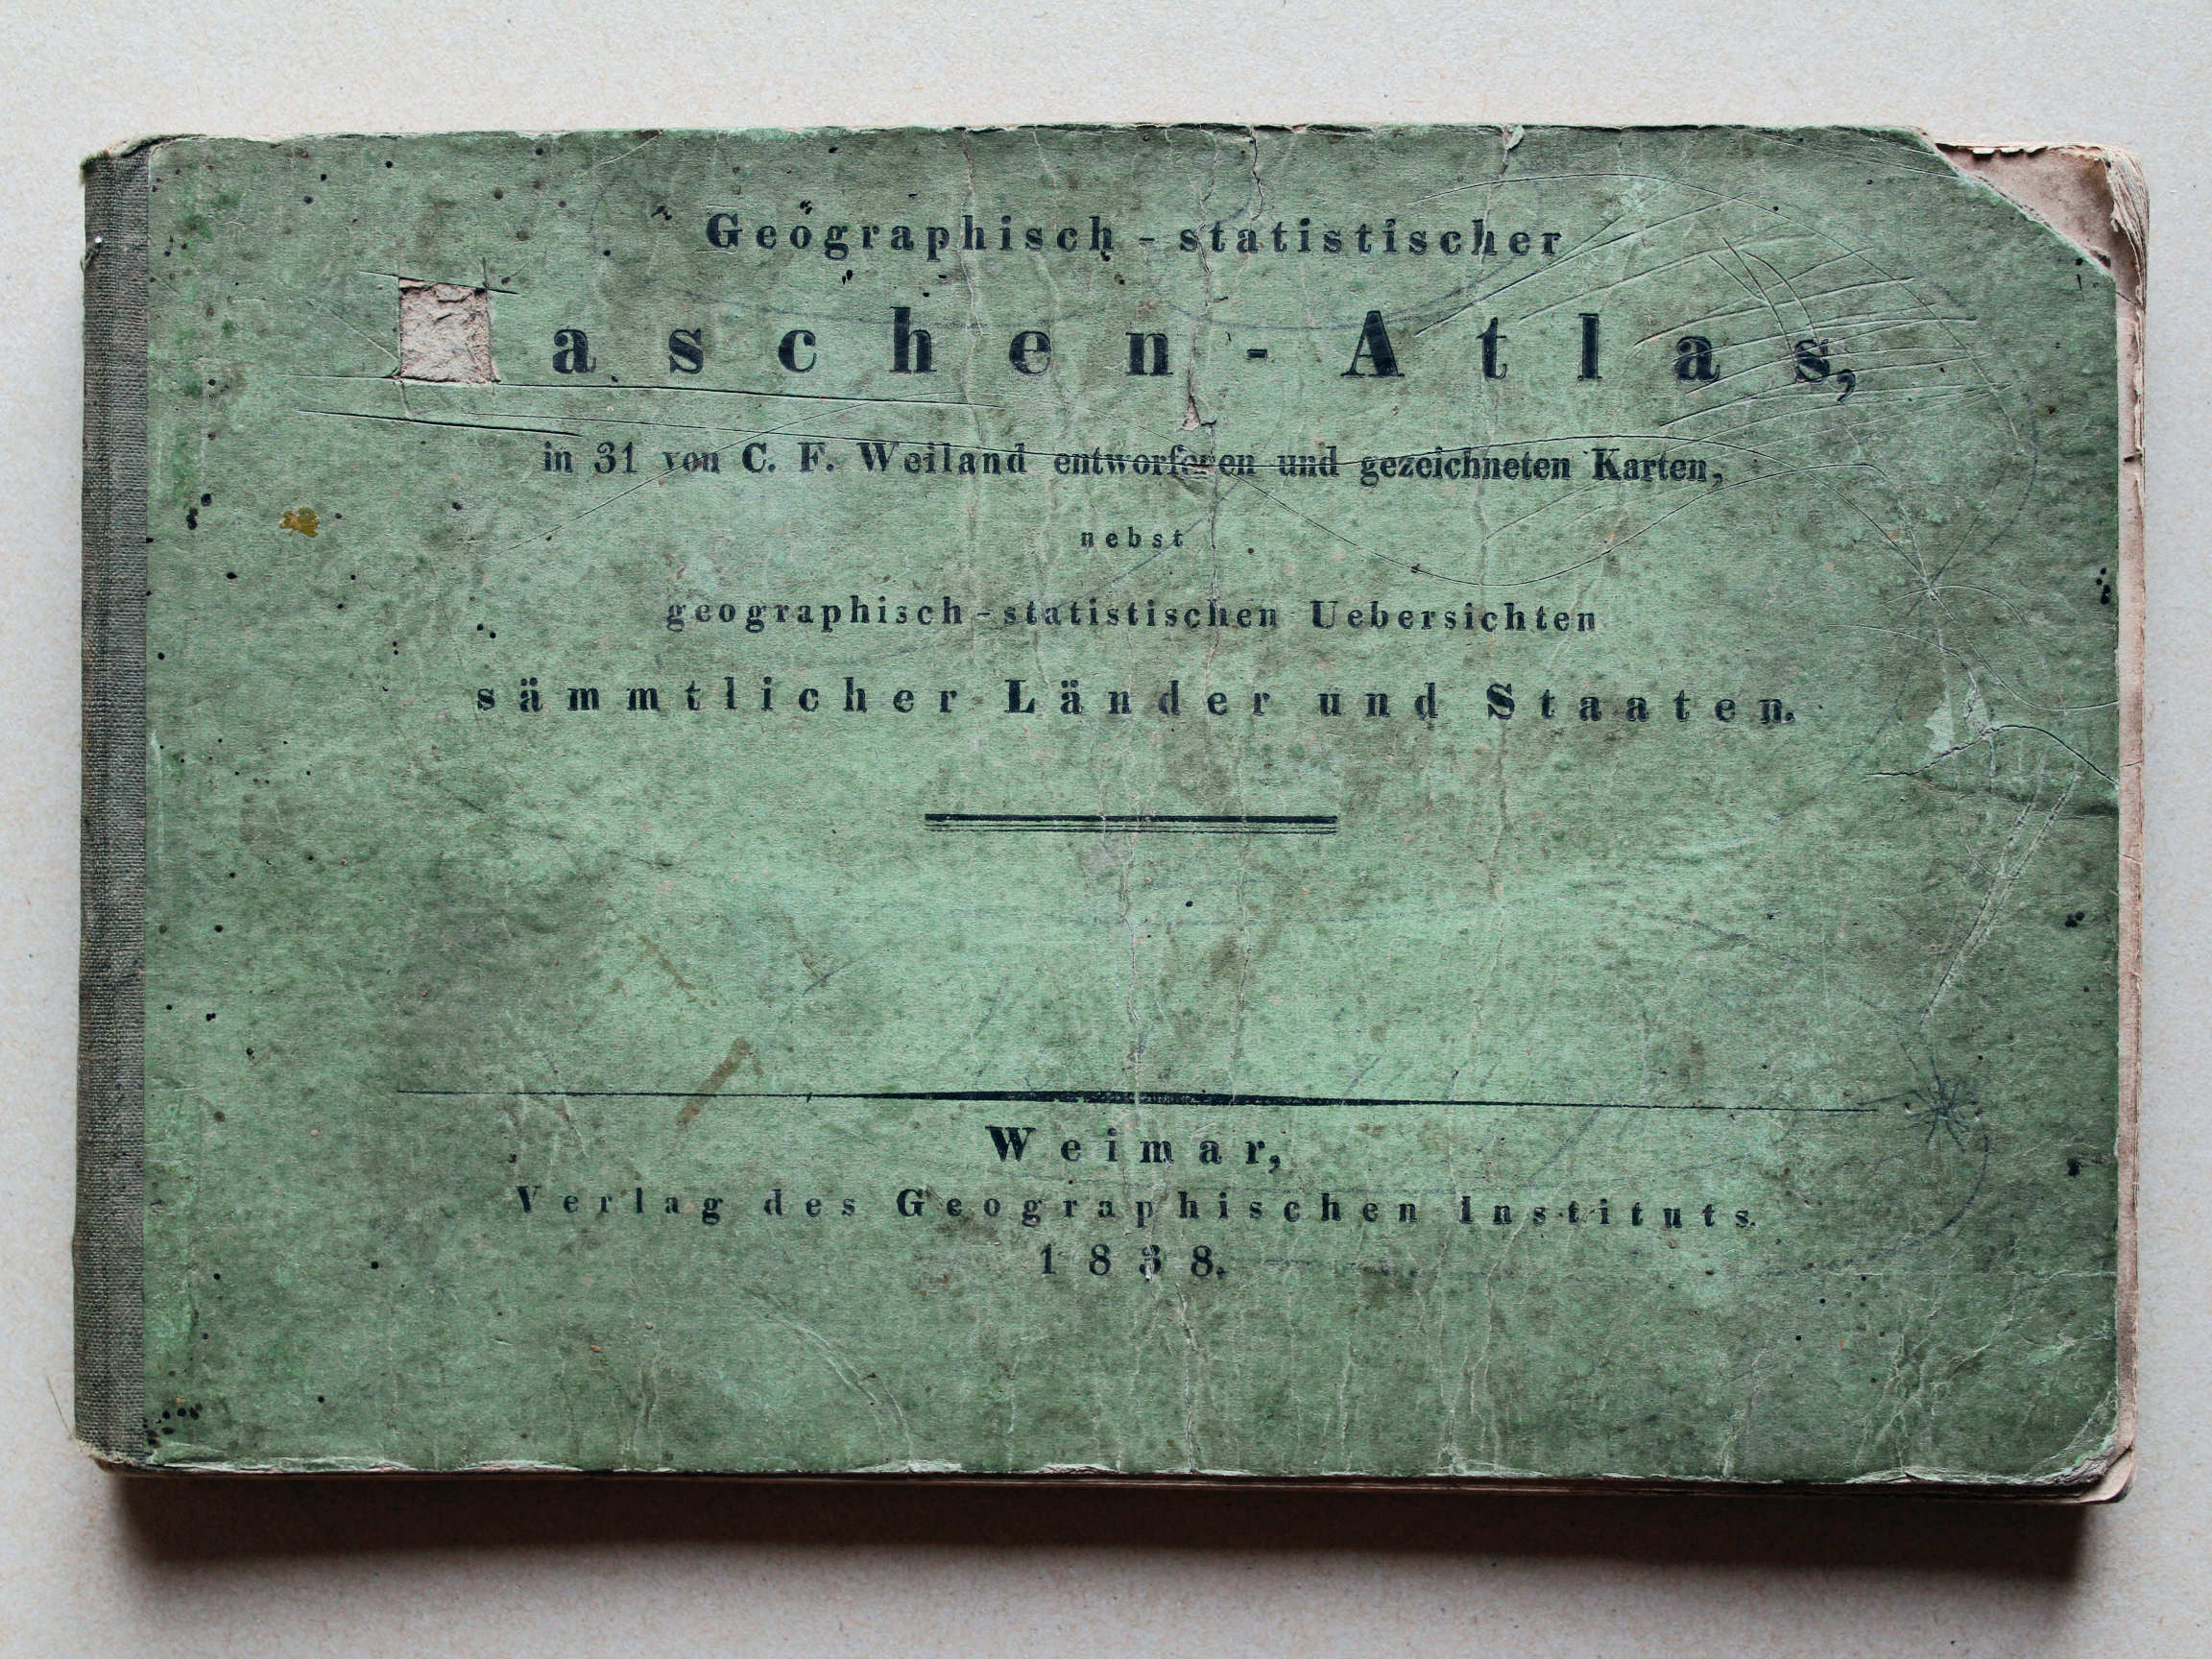 Geographisch - statistischer
aschen - Atlas,
in 31 von C. F. Weiland entworfenen und gezeichneten Karten,
nebst
geographisch - statistischen Uebersichten
sämmtlicher Länder und Staaten.
Weimar,
Verlag des Geographischen Instituts.
1838.